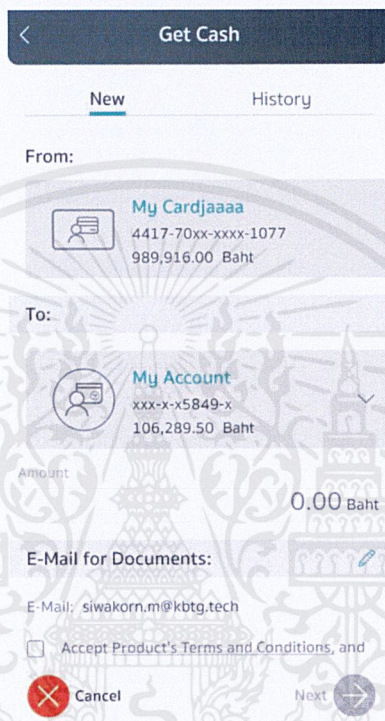 Get Cash
New History
From:
My Cardjaaaa
4417-70xx-xxxx-1077
989,916.00 Baht
To:
My Account
xxx-x-x5849-x
106,289.50 Baht
Amount
0.00 Baht
E-Mail for Documents:
E-Mail: siwakorn.m@kbtg.tech
Accept Product's Terms and Conditions, and
Cancel Next